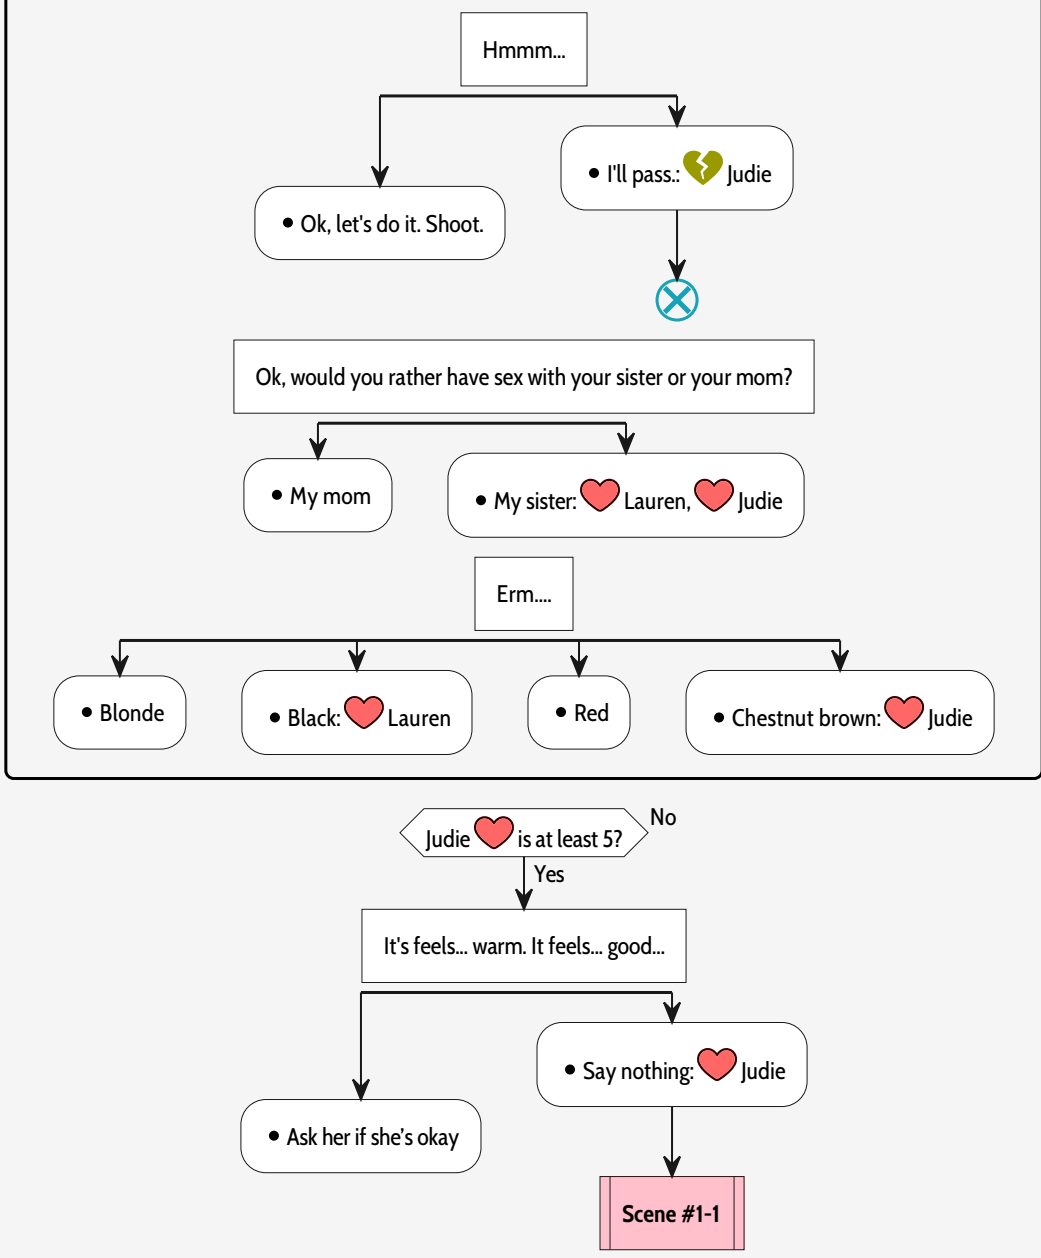 Hmmm...
• I'll pass.: Judie
• Ok, let's do it. Shoot.
Ok, would you rather have sex with your sister or your mom?
• My mom
• My sister: Lauren, Judie
Erm....
• Blonde
• Black: Lauren
• Red
• Chestnut brown: Judie
No
Judie is at least 5?
Yes
It's feels... warm. It feels... good...
• Say nothing: Judie
• Ask her if she’s okay
Scene #1-1